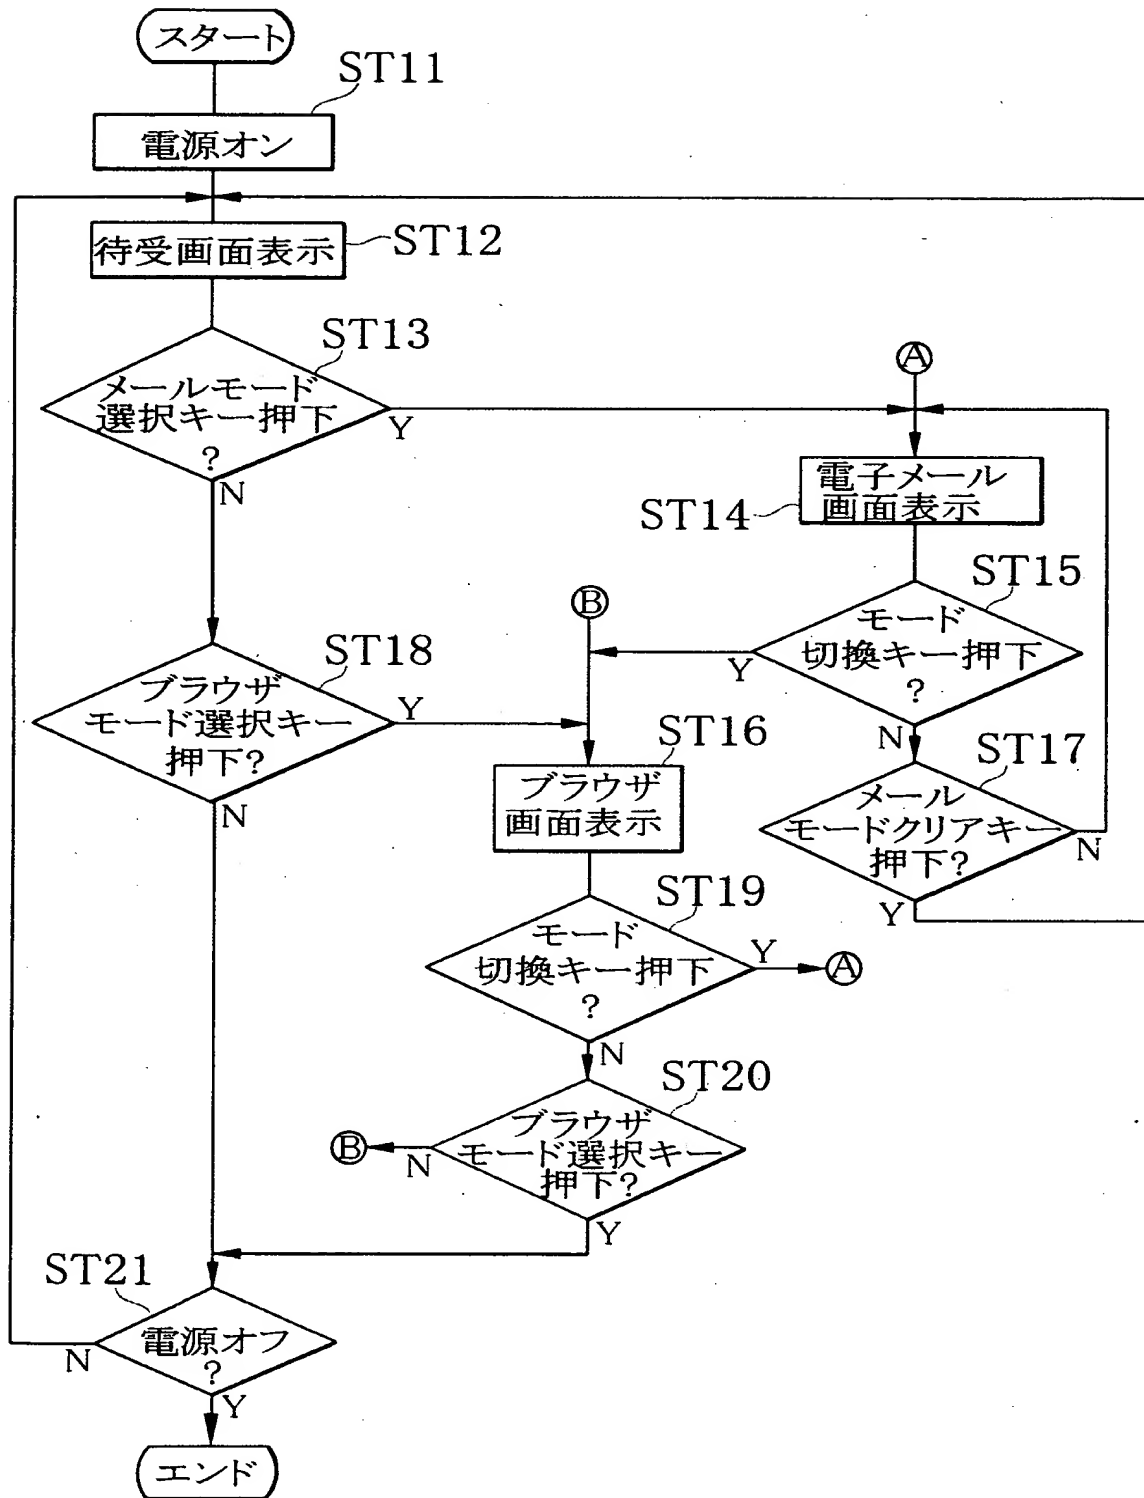 スタート
ST11
電源オン
待受画面表示
ST12
ST13
メールモード
選択キー押下
?
Y
N
A
電子メール
画面表示
ST14
ST15
モード
切換キー押下
?
Y
N
B
ST18
ブラウザ
モード選択キー
押下?
Y
N
ST16
ブラウザ
画面表示
ST17
メール
モードクリアキー
押下?
N
Y
ST19
モード
切換キー押下
?
Y
A
N
ST20
ブラウザ
モード選択キー
押下?
N
B
Y
ST21
電源オフ
?
N
Y
エンド